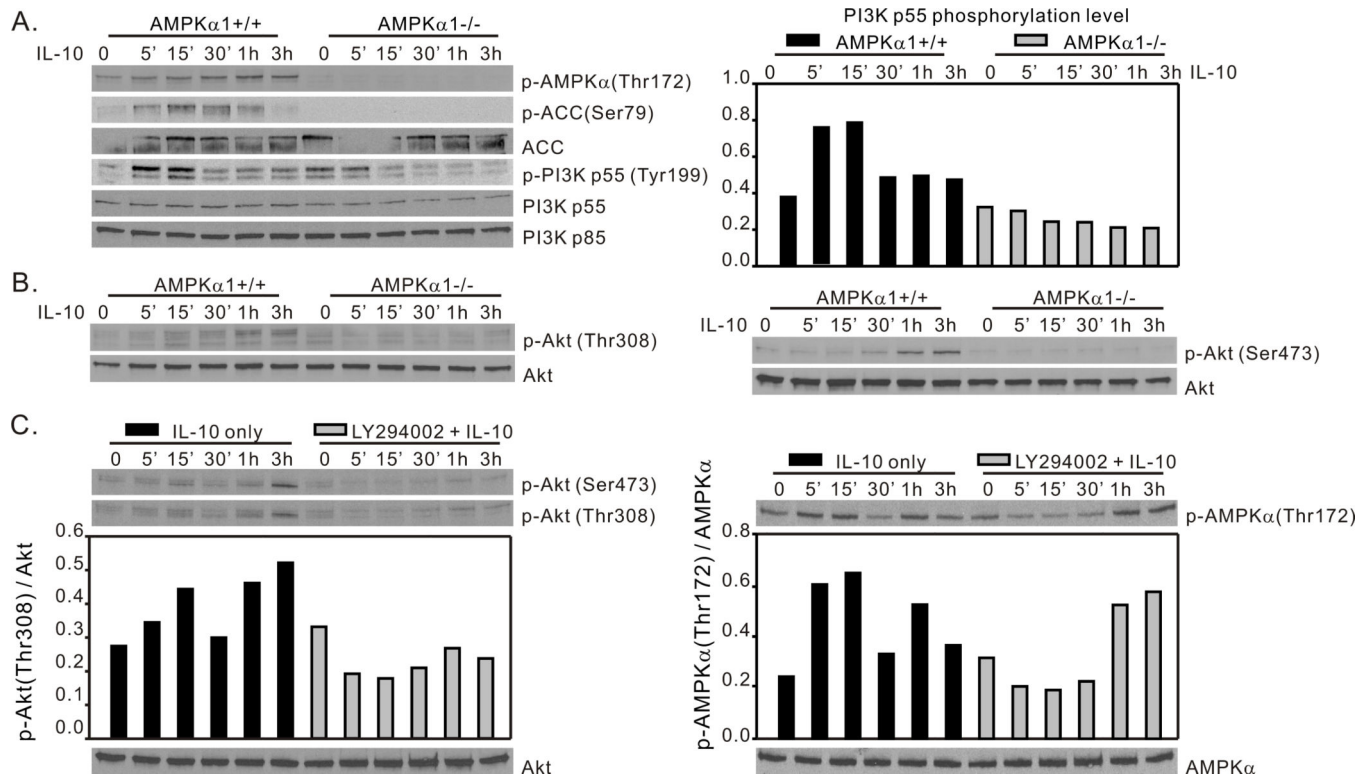 A.
AMPKα1+/+ AMPKα1-/-
IL-10 0 5' 15' 30' 1h 3h 0 5' 15' 30' 1h 3h
p-AMPKα(Thr172)
p-ACC(Ser79)
ACC
p-PI3K p55 (Tyr199)
PI3K p55
PI3K p85
PI3K p55 phosphorylation level
AMPKα1+/+ AMPKα1-/-
0 5' 15' 30' 1h 3h 0 5' 15' 30' 1h 3h IL-10
1.0
0.8
0.6
0.4
0.2
0.0
B.
AMPKα1+/+ AMPKα1-/-
IL-10 0 5' 15' 30' 1h 3h 0 5' 15' 30' 1h 3h
p-Akt (Thr308)
Akt
AMPKα1+/+ AMPKα1-/-
IL-10 0 5' 15' 30' 1h 3h 0 5' 15' 30' 1h 3h
p-Akt (Ser473)
Akt
C.
IL-10 only LY294002 + IL-10
0 5' 15' 30' 1h 3h 0 5' 15' 30' 1h 3h
p-Akt (Ser473)
p-Akt (Thr308)
p-Akt(Thr308) / Akt
0.6
0.5
0.4
0.3
0.2
0.1
0.0
Akt
IL-10 only LY294002 + IL-10
0 5' 15' 30' 1h 3h 0 5' 15' 30' 1h 3h
p-AMPKα(Thr172)
p-AMPKα(Thr172) / AMPKα
0.8
0.6
0.4
0.2
0.0
AMPKα